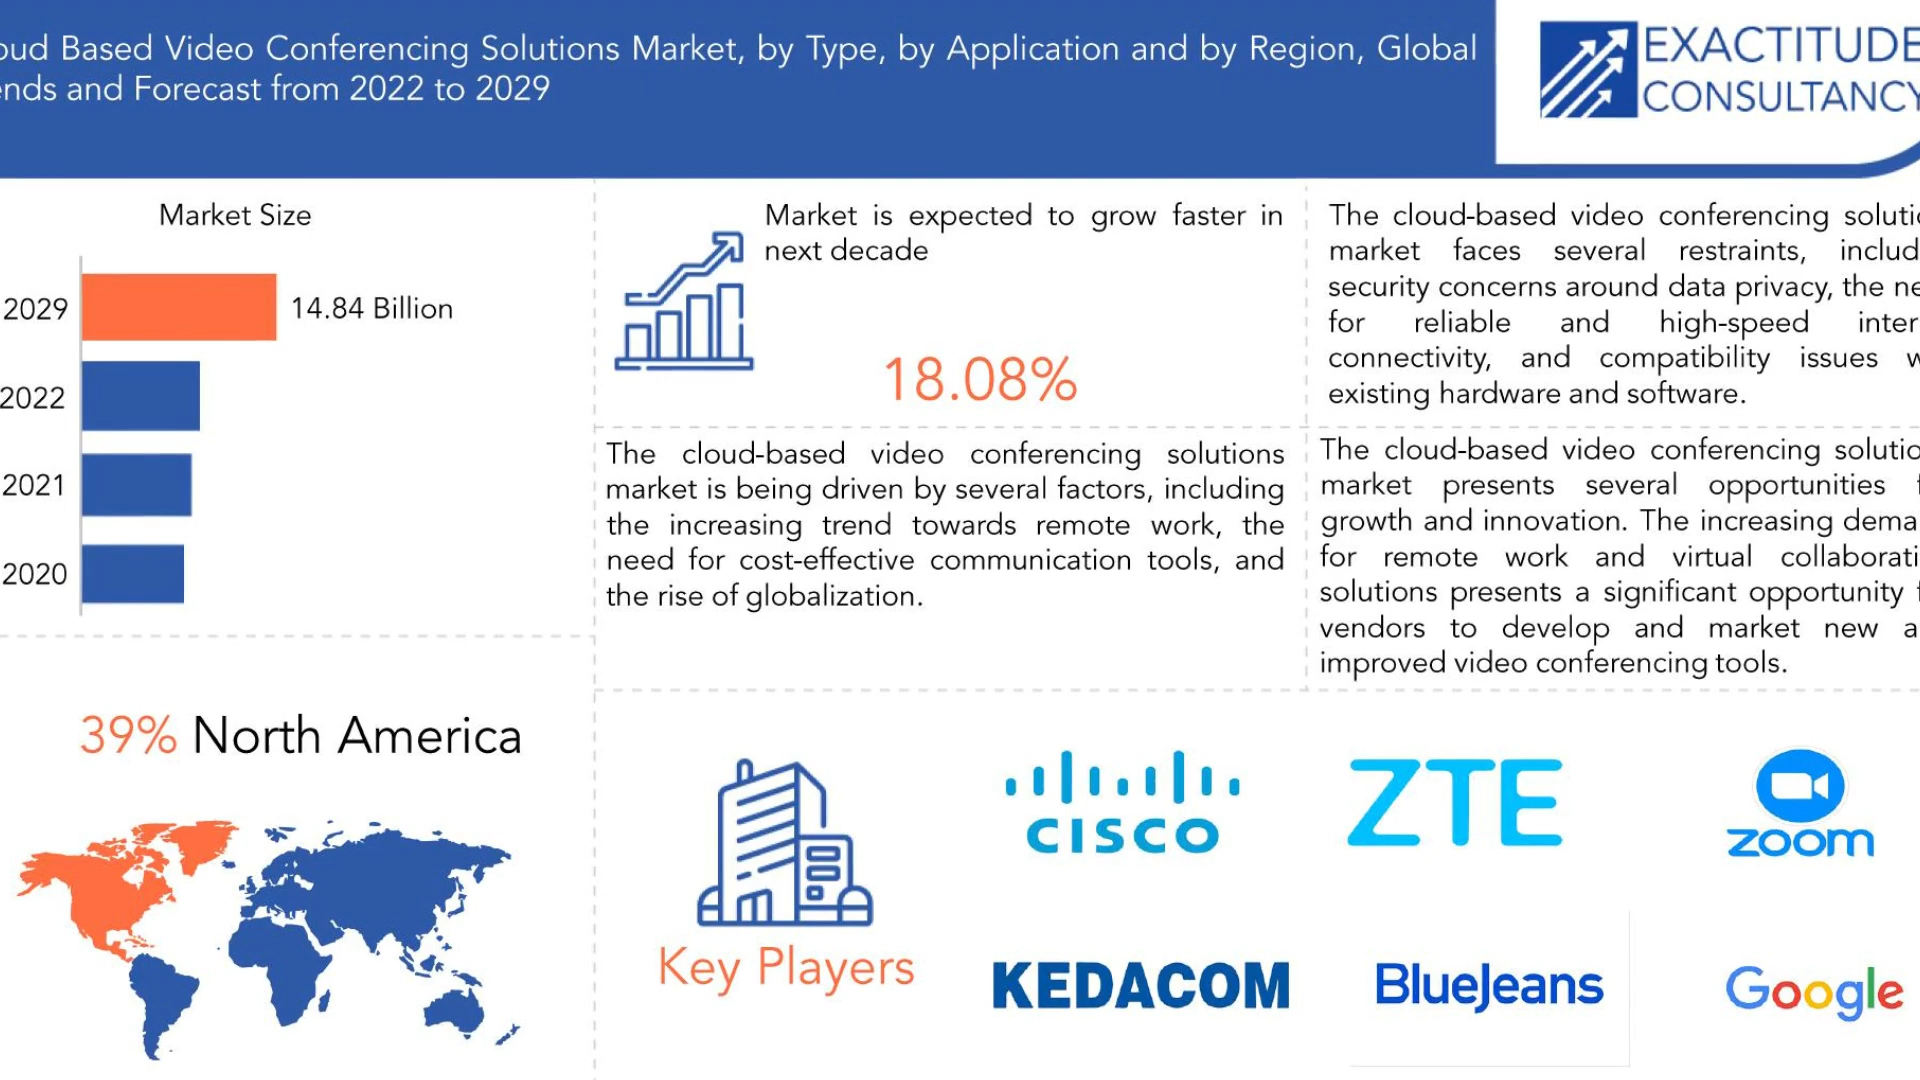 oud Based Video Conferencing Solutions Market, by Type, by Application and by Region, Global
ends and Forecast from 2022 to 2029
EXACTITUDE
CONSULTANCY
Market Size
2029
14.84 Billion
2022
2021
2020
Market is expected to grow faster in
next decade
18.08%
The cloud-based video conferencing solutio
market faces several restraints, includ
security concerns around data privacy, the ne
for reliable and high-speed inter
connectivity, and compatibility issues w
existing hardware and software.
The cloud-based video conferencing solutions
market is being driven by several factors, including
the increasing trend towards remote work, the
need for cost-effective communication tools, and
the rise of globalization.
The cloud-based video conferencing solutio
market presents several opportunities f
growth and innovation. The increasing dema
for remote work and virtual collaborati
solutions presents a significant opportunity f
vendors to develop and market new a
improved video conferencing tools.
39% North America
Key Players
CISCO
ZTE
zoom
KEDACOM
BlueJeans
Google